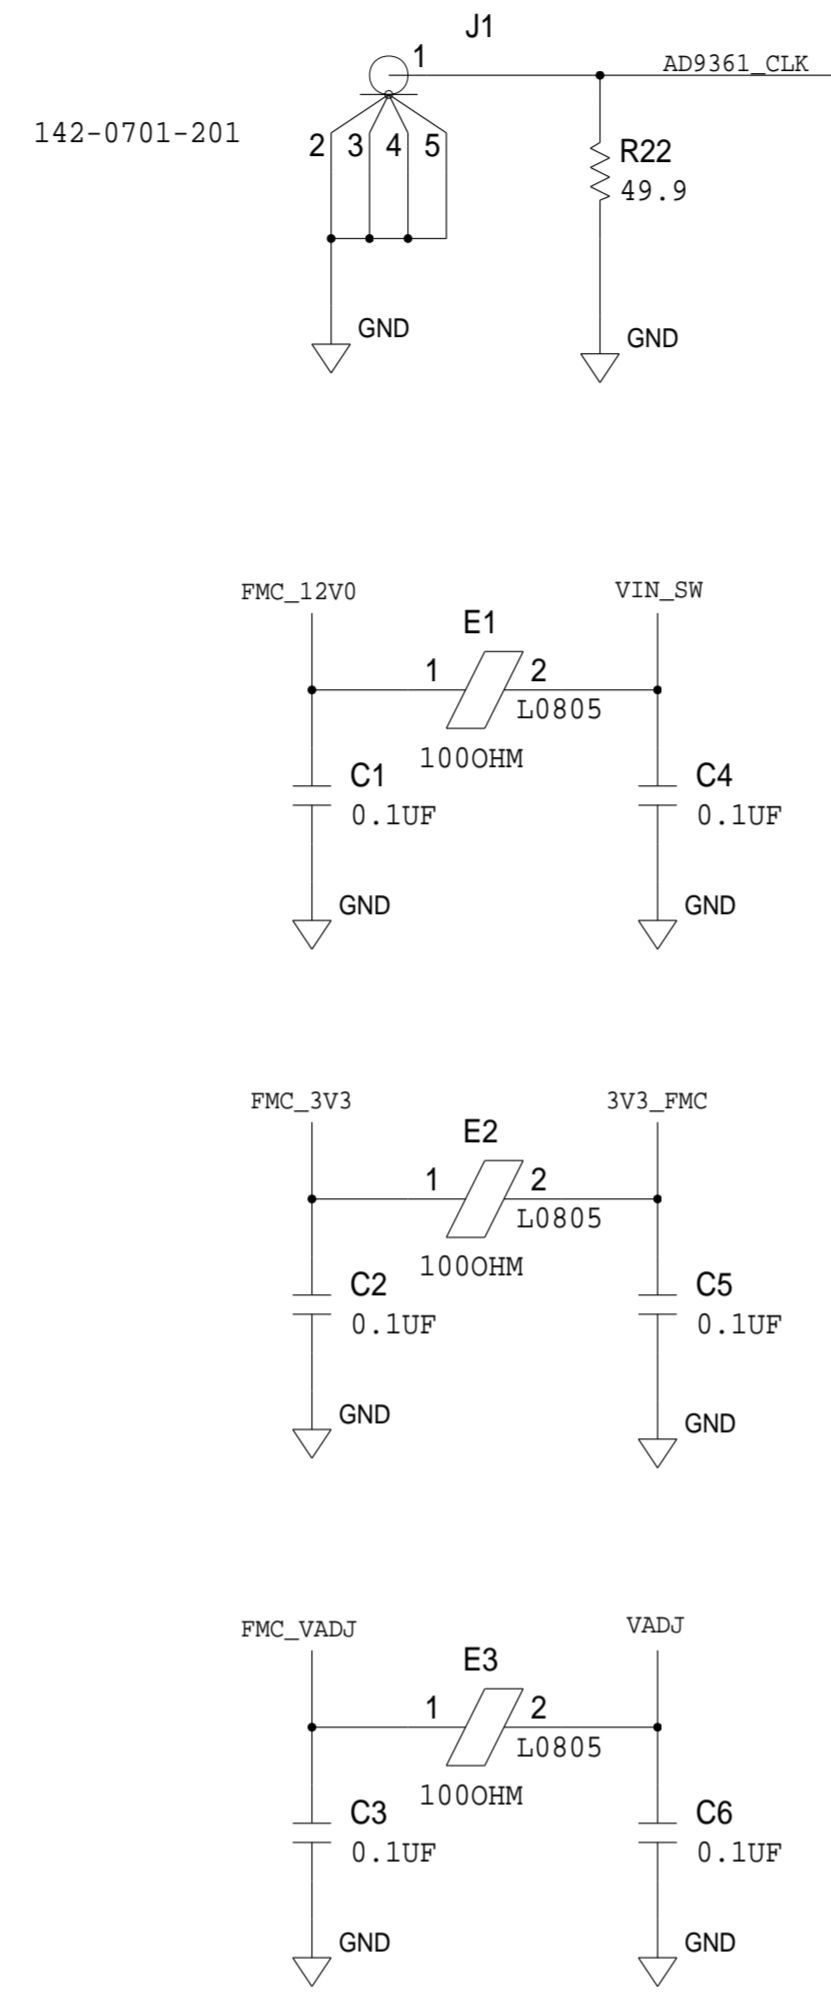 J1
1
AD9361_CLK
142-0701-201
2 3 4 5
R22
49.9
GND
GND
FMC_12V0
VIN_SW
E1
1
2
L0805
100OHM
C1
0.1UF
C4
0.1UF
GND
GND
FMC_3V3
3V3_FMC
E2
1
2
L0805
100OHM
C2
0.1UF
C5
0.1UF
GND
GND
FMC_VADJ
VADJ
E3
1
2
L0805
100OHM
C3
0.1UF
C6
0.1UF
GND
GND